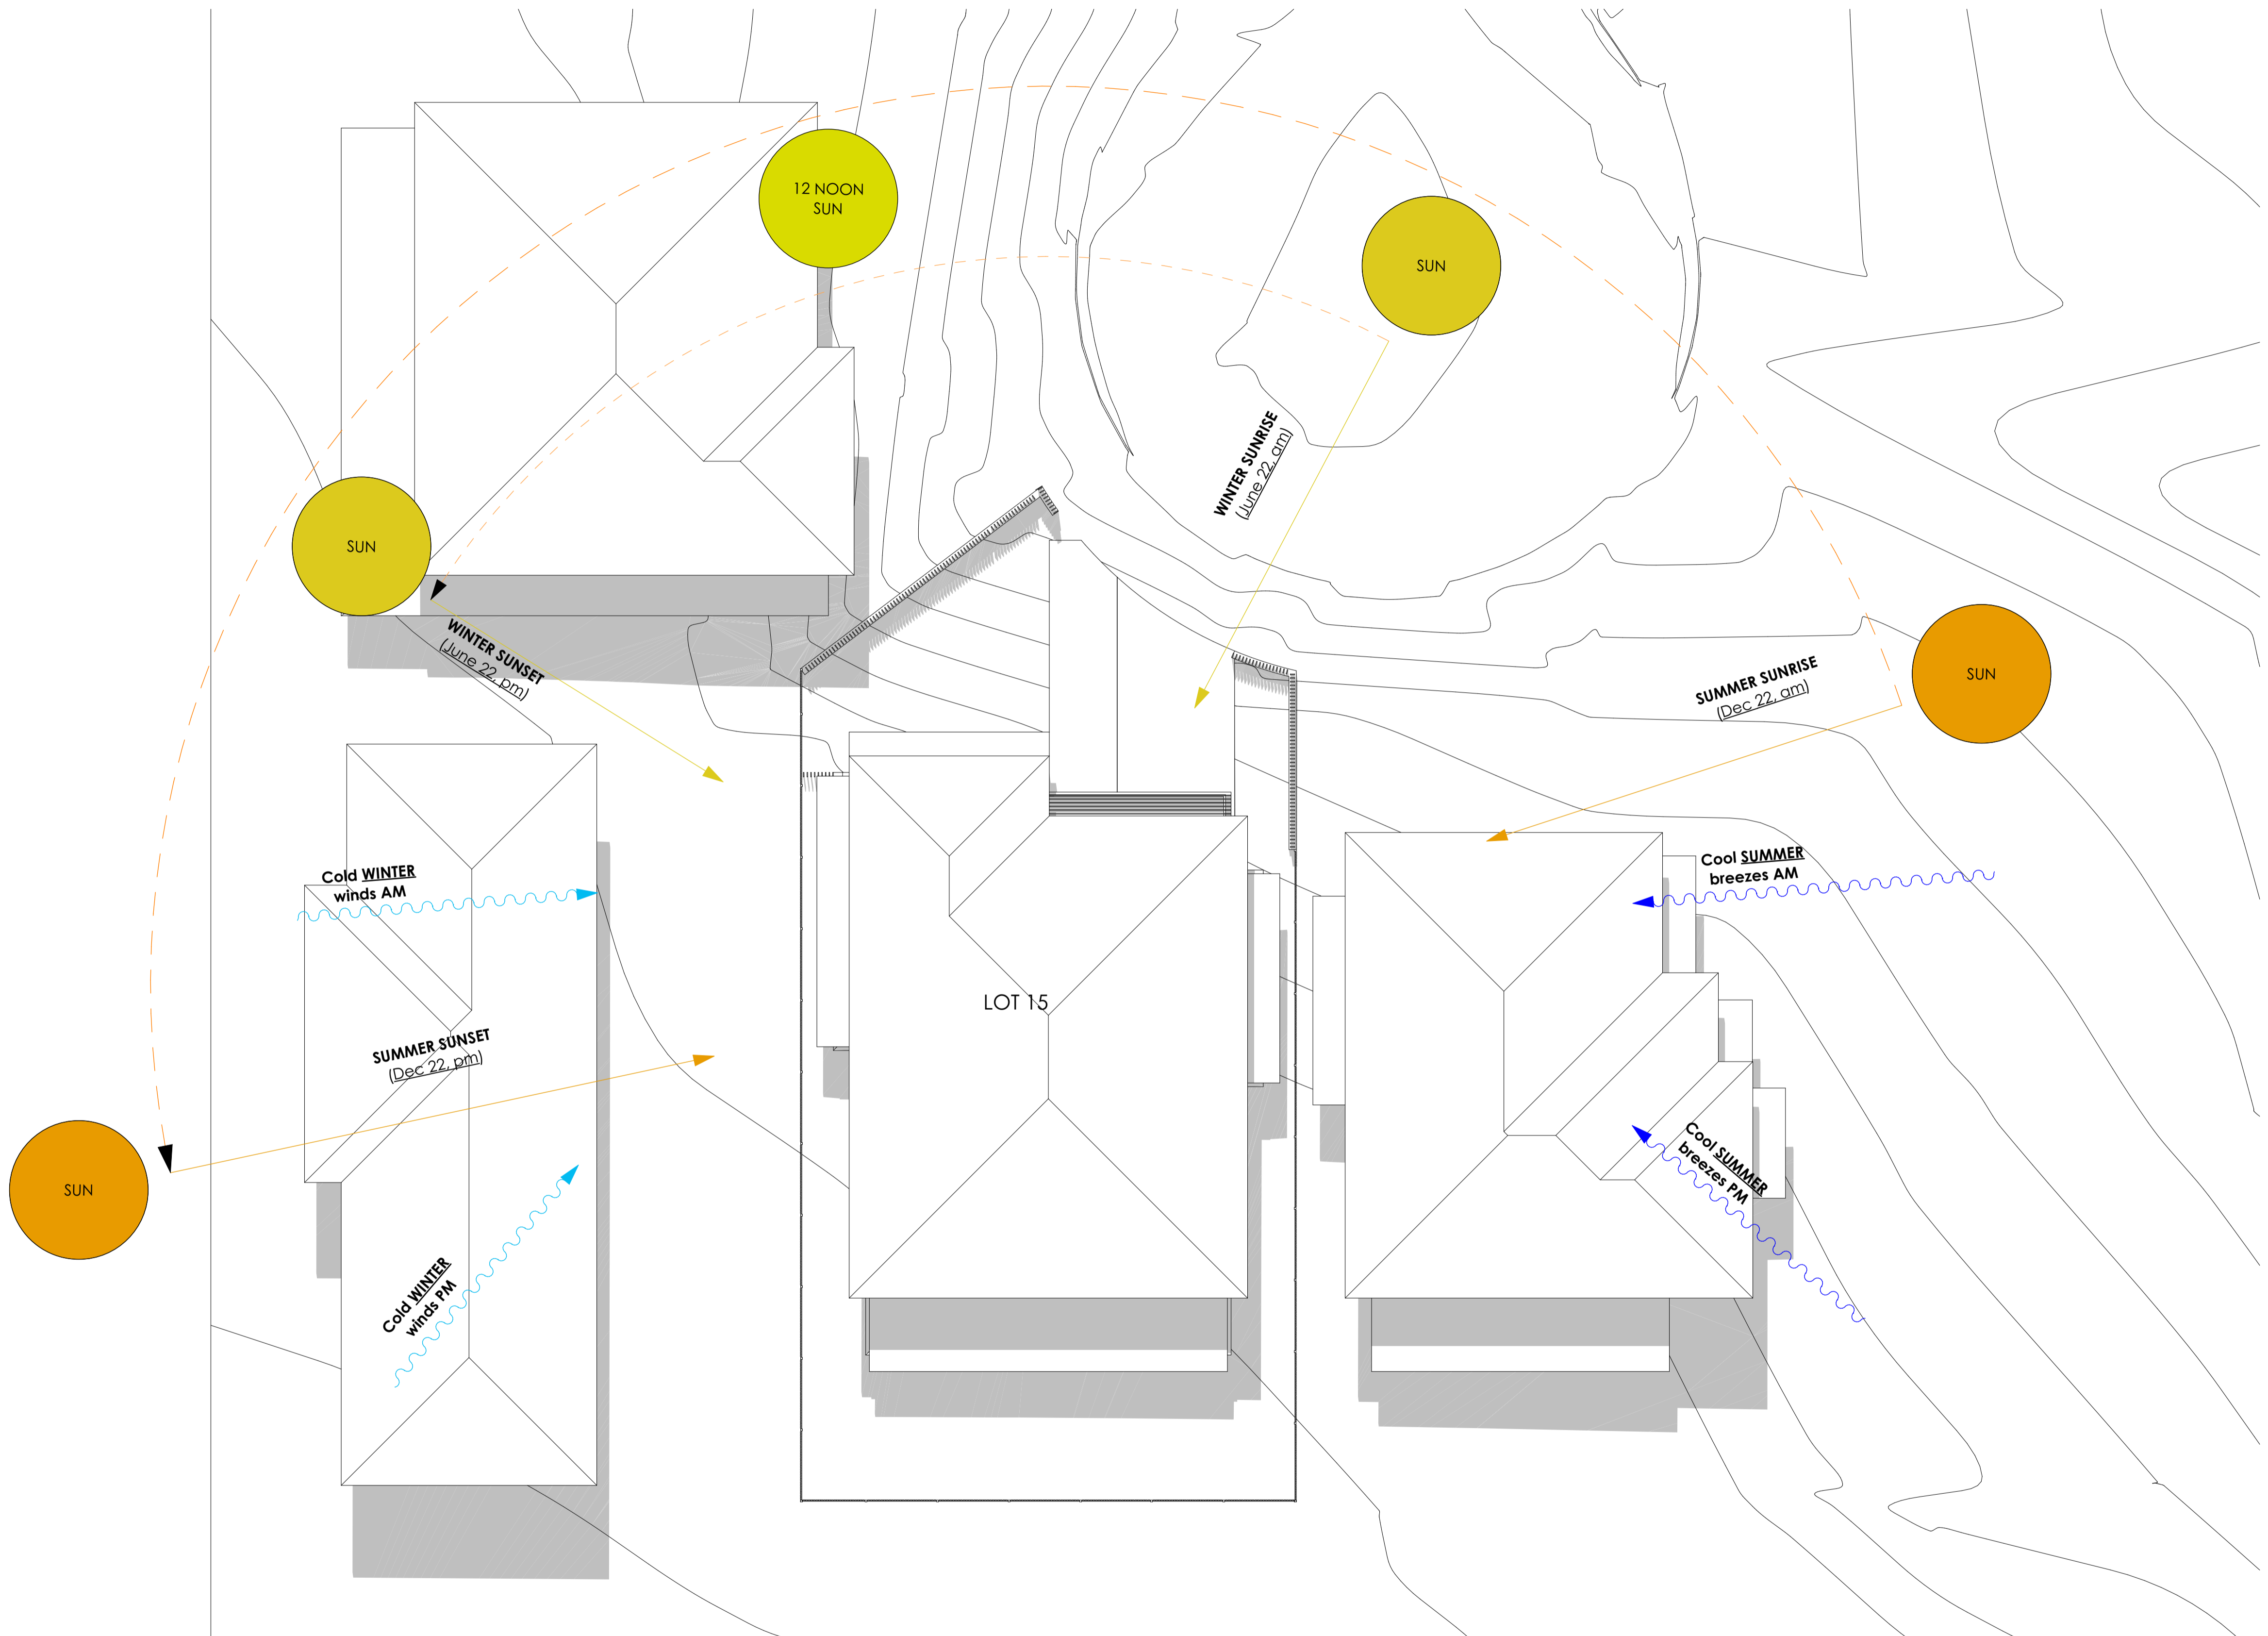 12 NOON
SUN
SUN
WINTER SUNRISE
(June 22, am)
SUN
WINTER SUNSET
(June 22, pm)
SUN
SUMMER SUNRISE
(Dec 22, am)
Cold WINTER
winds AM
Cool SUMMER
breezes AM
LOT 15
SUMMER SUNSET
(Dec 22, pm)
SUN
Cool SUMMER
breezes PM
Cold WINTER
winds PM